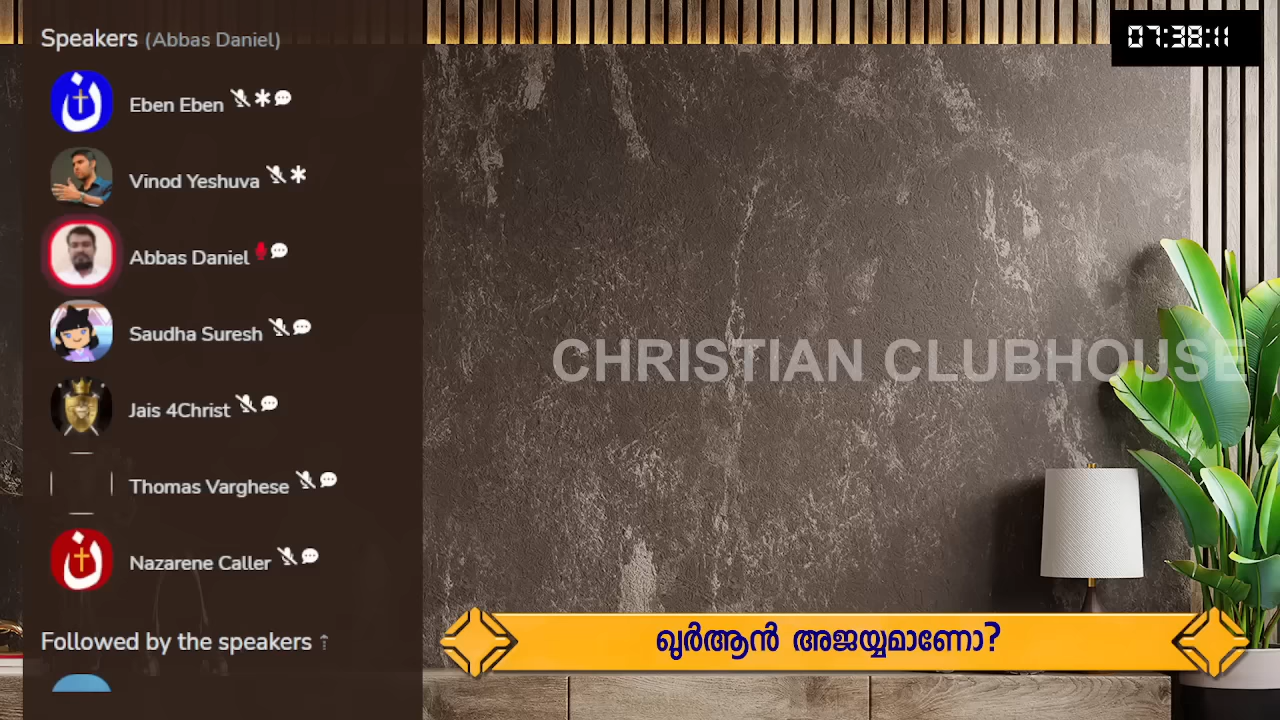 Speakers (Abbas Daniel)
07:38:11
Eben Eben
Vinod Yeshuva
Abbas Daniel
Saudha Suresh
Jais 4Christ
Thomas Varghese
Nazarene Caller
Followed by the speakers
CHRISTIAN CLUBHOUSE
ഖുർആൻ അജയ്യമാണോ?